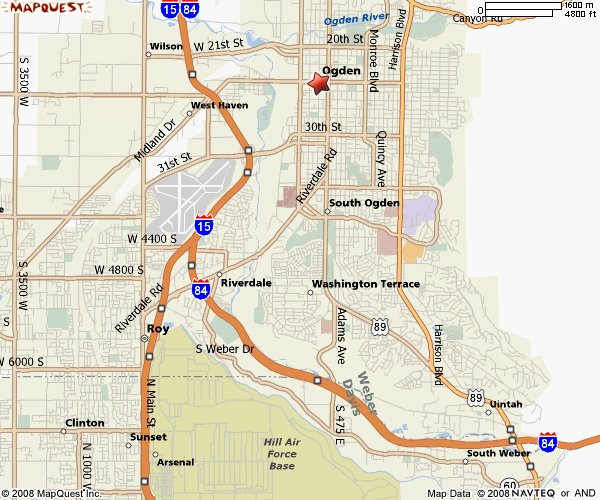 MAPQUEST
15
84
Ogden River
1600 m
0
4800 ft
Canyon Rd
Wilson
W 21st St
20th St
Monroe Blvd
Harrison Blvd
S 3500 W
Ogden
West Haven
Midland Dr
30th St
31st St
Riverdale Rd
Quincy Ave
South Ogden
15
W 4400 S
W 4800 S
S 3500 W
Riverdale
84
Washington Terrace
Riverdale Rd
Roy
89
Adams Ave
Harrison Blvd
S Weber Dr
W 6000 S
N Main St
Weber
Davis
89
S 475 E
Uintah
Clinton
Sunset
Hill Air
Force
Base
84
N 1000 W
Arsenal
South Weber
60
© 2008 MapQuest Inc.
Map Data © 2008 NAVTEQ or AND